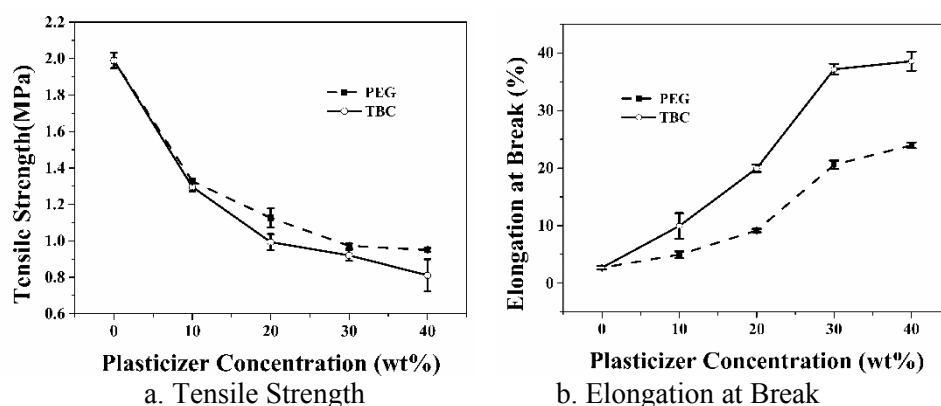 2.2
2.0
1.8
1.6
1.4
1.2
1.0
0.8
0.6
0
10
20
30
40
Tensile Strength(MPa)
PEG
TBC
Plasticizer Concentration (wt%)
a. Tensile Strength
40
30
20
10
0
0
10
20
30
40
Elongation at Break (%)
PEG
TBC
Plasticizer Concentration (wt%)
b. Elongation at Break